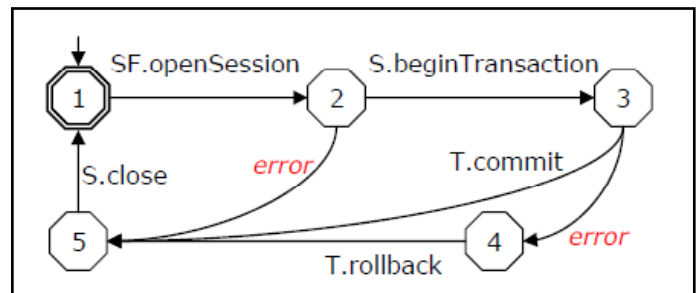 SF.openSession
S.beginTransaction
1
2
3
error
T.commit
S.close
5
4
error
T.rollback